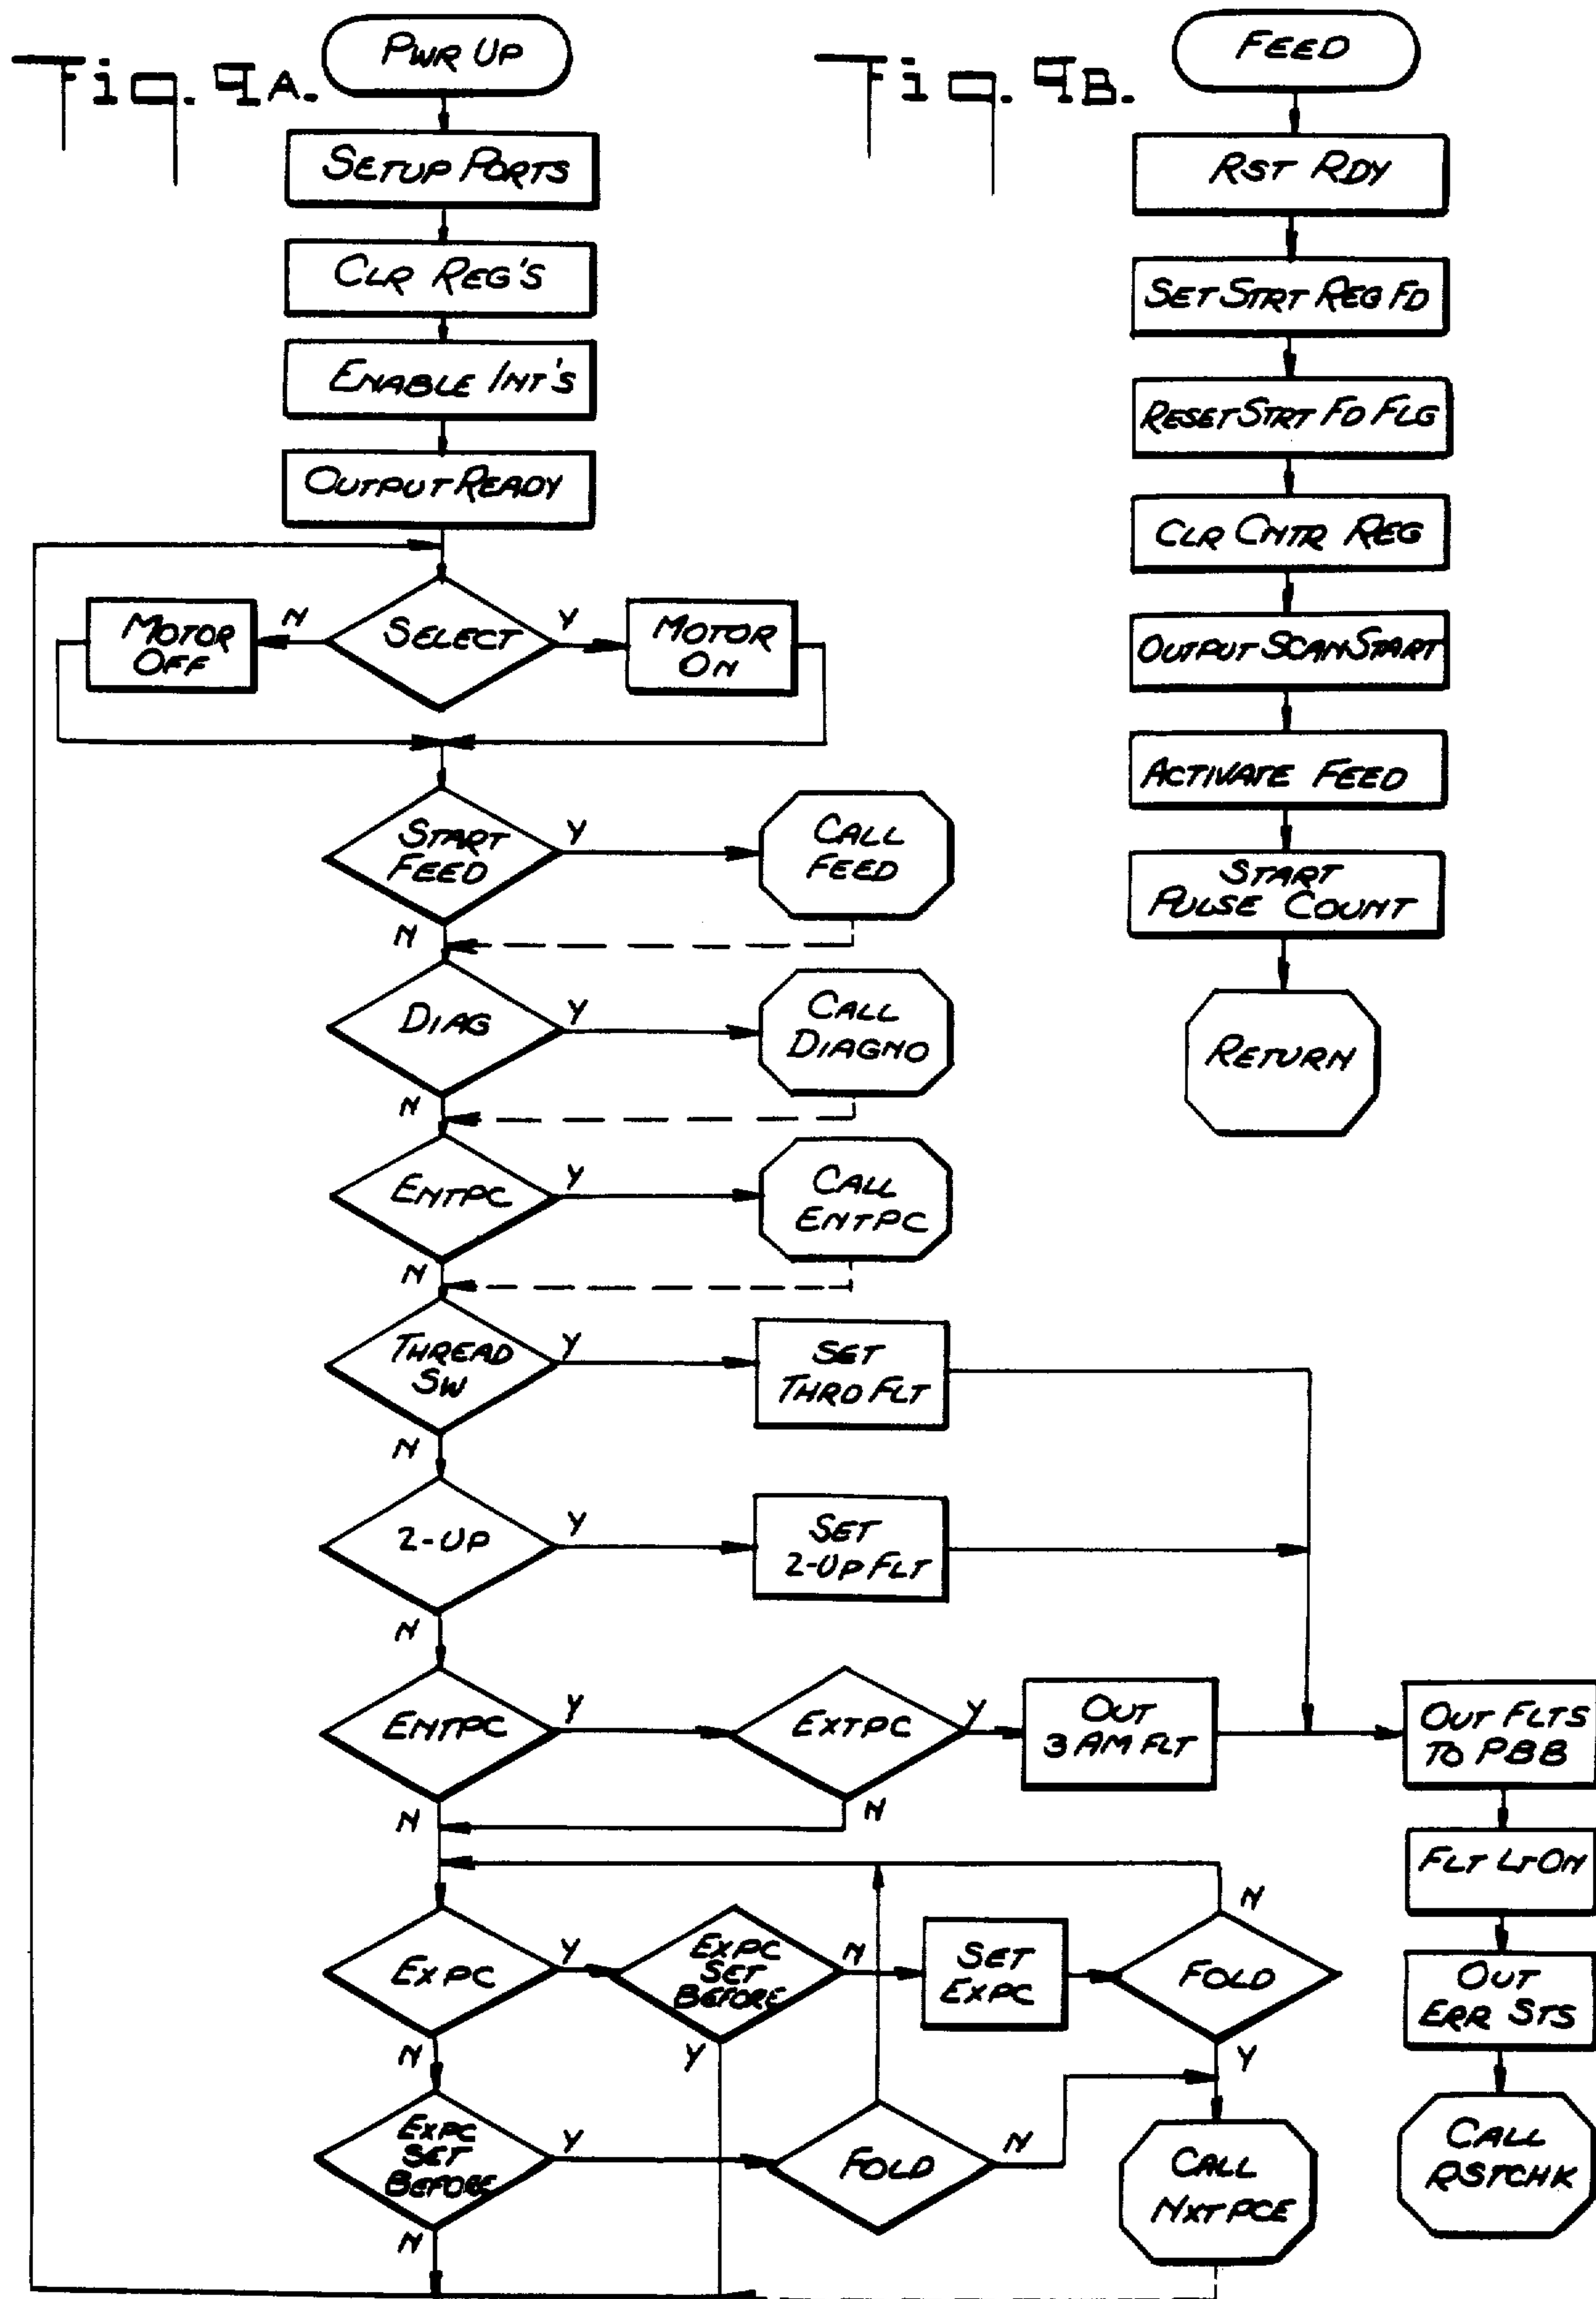 Fig. 9A.
PWR UP
SETUP PORTS
CLR REG'S
ENABLE INT'S
OUTPUT READY
N
SELECT
Y
MOTOR
OFF
MOTOR
ON
START
FEED
Y
CALL
FEED
N
DIAG
Y
CALL
DIAGNO
N
ENTPC
Y
CALL
ENTPC
N
THREAD
SW
Y
SET
THRD FLT
N
2-UP
Y
SET
2-UP FLT
N
ENTPC
Y
EXTPC
Y
OUT
3 AM FLT
OUT FLTS
TO PBB
N
N
FLT LT ON
EXPC
Y
EXPC
SET
BEFORE
N
SET
EXPC
FOLD
N
OUT
ERR STS
N
Y
Y
EXPC
SET
BEFORE
Y
FOLD
N
CALL
NXT PCE
CALL
RSTCHK
N
Fig. 9B.
FEED
RST RDY
SET STRT REG FD
RESET STRT FD FLG
CLR CNTR REG
OUTPUT SCAN START
ACTIVATE FEED
START
PULSE COUNT
RETURN